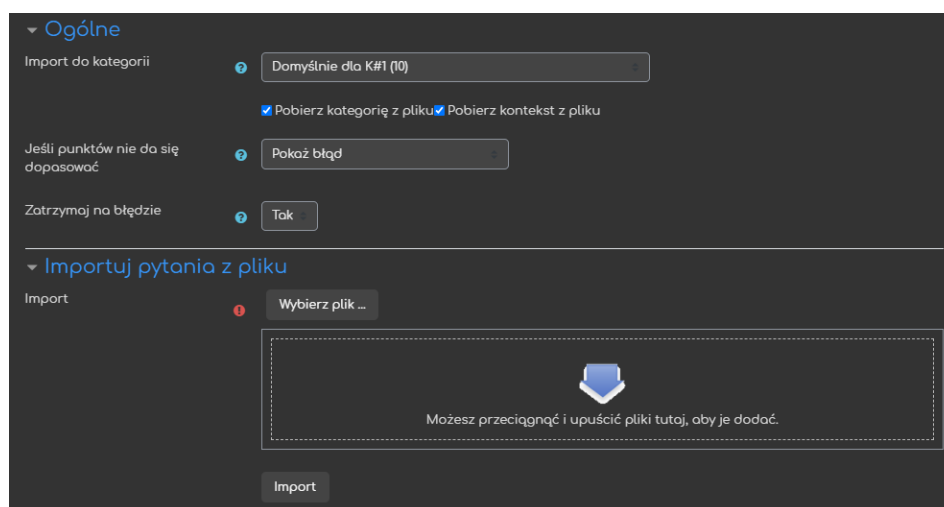 Ogólne
Import do kategorii
Domyślnie dla K#1 (10)
Pobierz kategorię z pliku Pobierz kontekst z pliku
Jeśli punktów nie da się
dopasować
Pokaż błąd
Zatrzymaj na błędzie
Tak
Importuj pytania z pliku
Import
Wybierz plik ...
Możesz przeciągnąć i upuścić pliki tutaj, aby je dodać.
Import